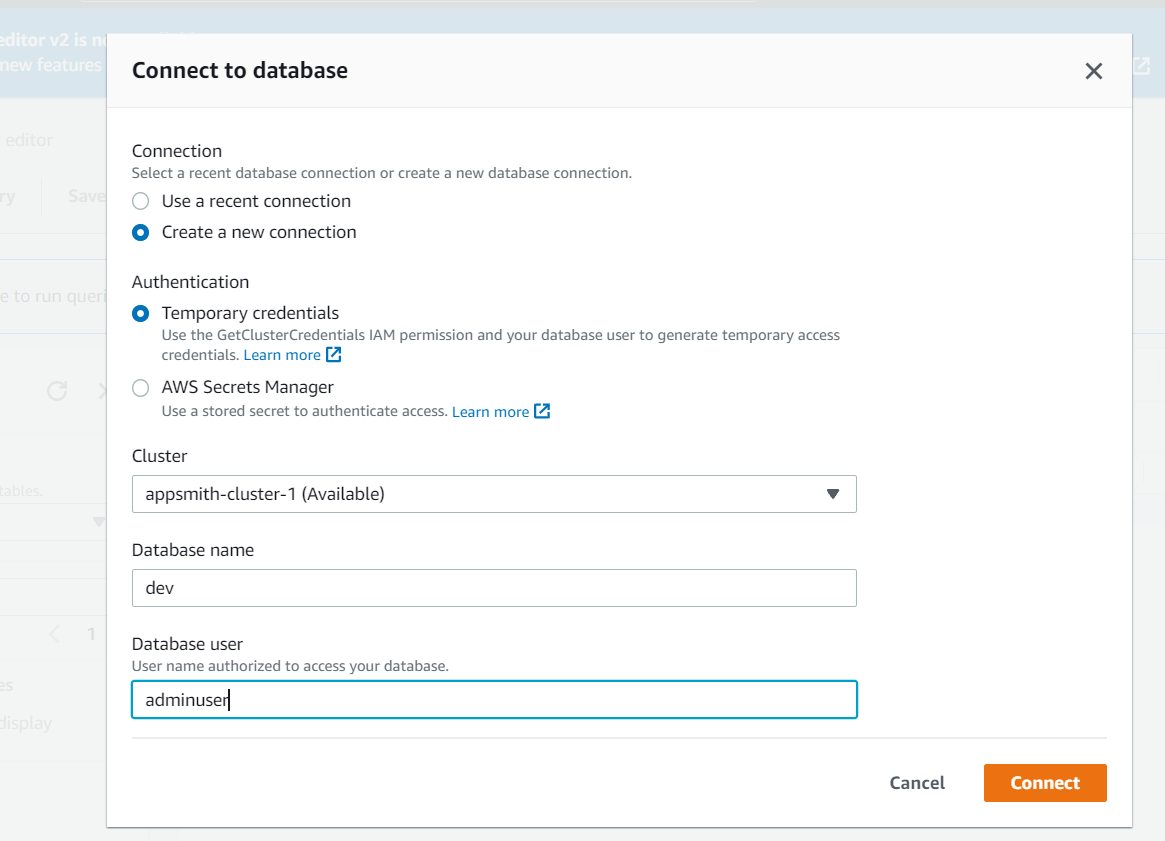 editor v2 is
new features
editor
ry
Save
e to run queri
tables.
1
es
display
Connect to database
Connection
Select a recent database connection or create a new database connection.
Use a recent connection
Create a new connection
Authentication
Temporary credentials
Use the GetClusterCredentials IAM permission and your database user to generate temporary access
credentials. Learn more
AWS Secrets Manager
Use a stored secret to authenticate access. Learn more
Cluster
appsmith-cluster-1 (Available)
Database name
dev
Database user
User name authorized to access your database.
adminuser
Cancel
Connect